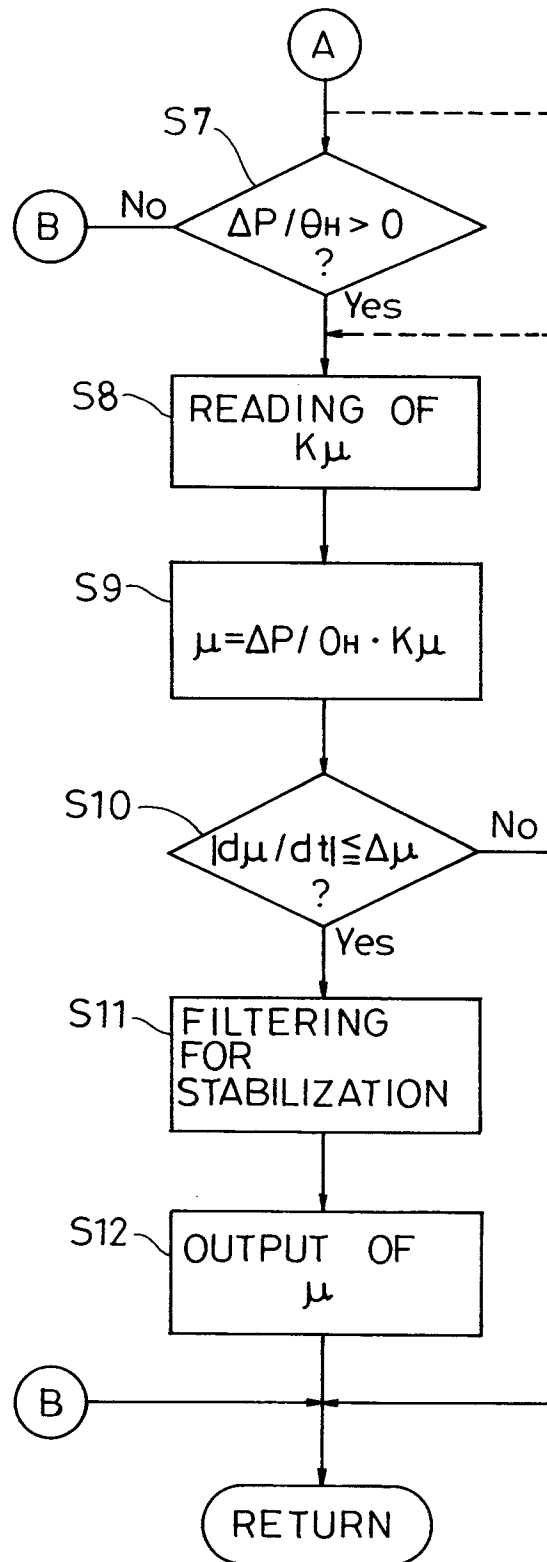 A
S7
B
No
ΔP/θH > 0
?
Yes
S8
READING OF
Kμ
S9
μ=ΔP/OH・Kμ
S10
|dμ/dt|≦Δμ
?
No
Yes
S11
FILTERING
FOR
STABILIZATION
S12
OUTPUT OF
μ
B
RETURN